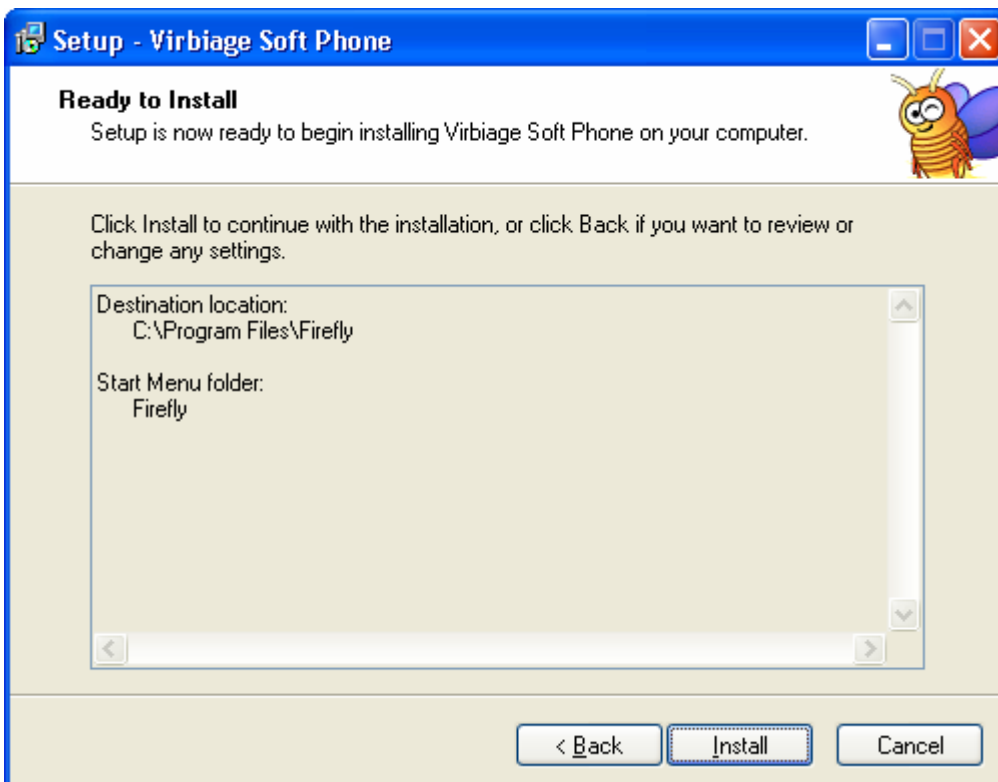 Setup - Virbiage Soft Phone
Ready to Install
Setup is now ready to begin installing Virbiage Soft Phone on your computer.
Click Install to continue with the installation, or click Back if you want to review or
change any settings.
Destination location:
C:\Program Files\Firefly
Start Menu folder:
Firefly
< Back Install Cancel